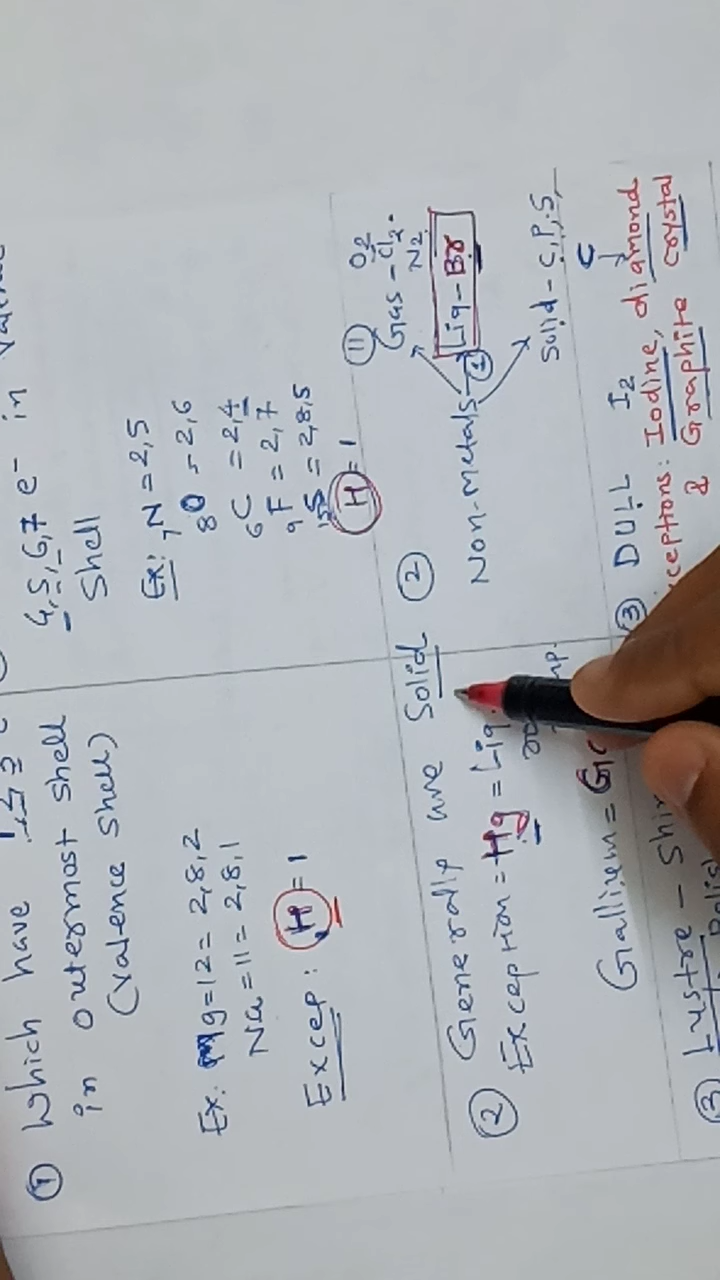 ① Which have 1, 2, 3 e
in outermost shell
(valence shell)
Ex: Mg=12= 2,8,2
Na=11= 2,8,1
Excep: H=1
② Generally are Solid
Exception = Hg = Liq.
Gallium = G
③ Lustre - Shi
4,5,6,7 e- in
Shell
Ex: 7N = 2,5
8O - 2,6
6C = 2,4
9F = 2,7
S = 2,8,5
H = 1
②
⑪
O2
Gas - Cl2.
N2
Non-metals ① Liq - Br
Solid - C, P, S,
③ DULL I2 C
ceptions: Iodine, diamond
& Graphite crystal